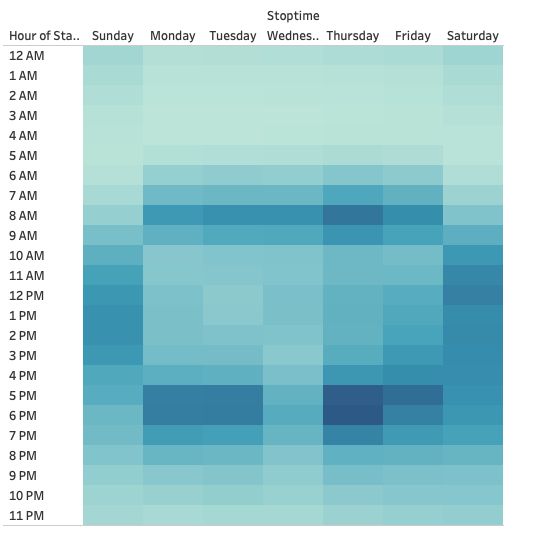 Stoptime
Hour of Sta.. Sunday Monday Tuesday Wednes.. Thursday Friday Saturday
12 AM
1 AM
2 AM
3 AM
4 AM
5 AM
6 AM
7 AM
8 AM
9 AM
10 AM
11 AM
12 PM
1 PM
2 PM
3 PM
4 PM
5 PM
6 PM
7 PM
8 PM
9 PM
10 PM
11 PM